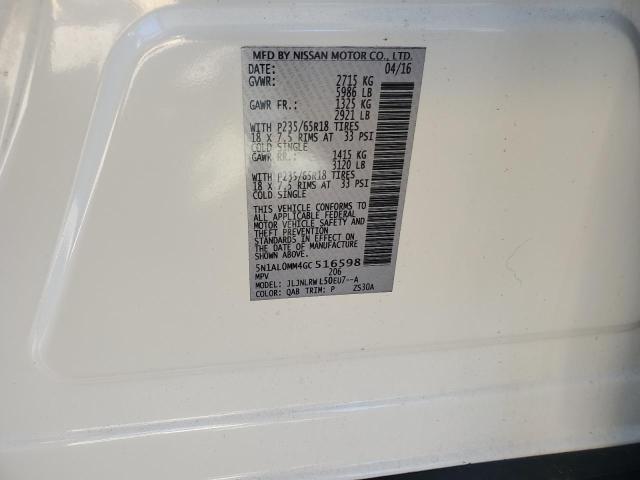 MFD BY NISSAN MOTOR CO., LTD.
DATE: 04/16
GVWR: 2715 KG
5986 LB
GAWR FR.: 1325 KG
2921 LB
WITH P235/65R18 TIRES
18 X 7.5 RIMS AT 33 PSI
COLD SINGLE
GAWR RR.: 1415 KG
3120 LB
WITH P235/65R18 TIRES
18 X 7.5 RIMS AT 33 PSI
COLD SINGLE
THIS VEHICLE CONFORMS TO
ALL APPLICABLE FEDERAL
MOTOR VEHICLE SAFETY AND
THEFT PREVENTION
STANDARDS IN EFFECT ON
THE DATE OF MANUFACTURE
SHOWN ABOVE.
5N1AL0MM4GC 516598
MPV 206
MODEL: JLJNLRW L50EU7--A
COLOR: QAB TRIM: P ZS30A